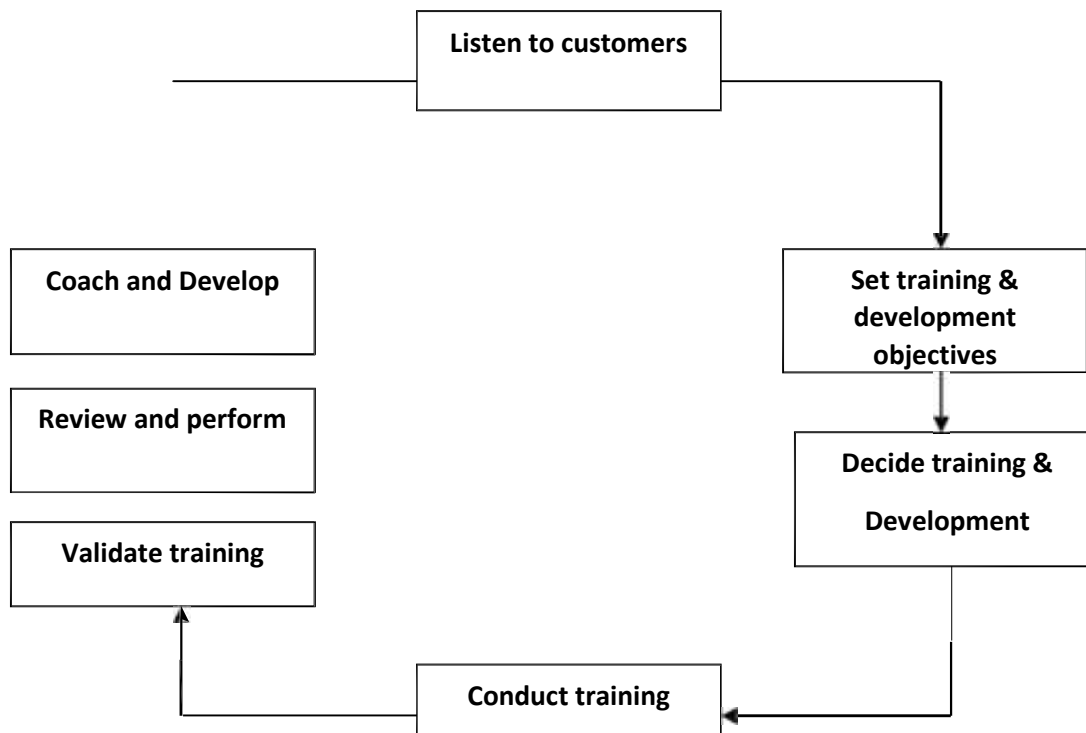 Listen to customers
Coach and Develop
Set training &
development
objectives
Review and perform
Decide training &
Development
Validate training
Conduct training